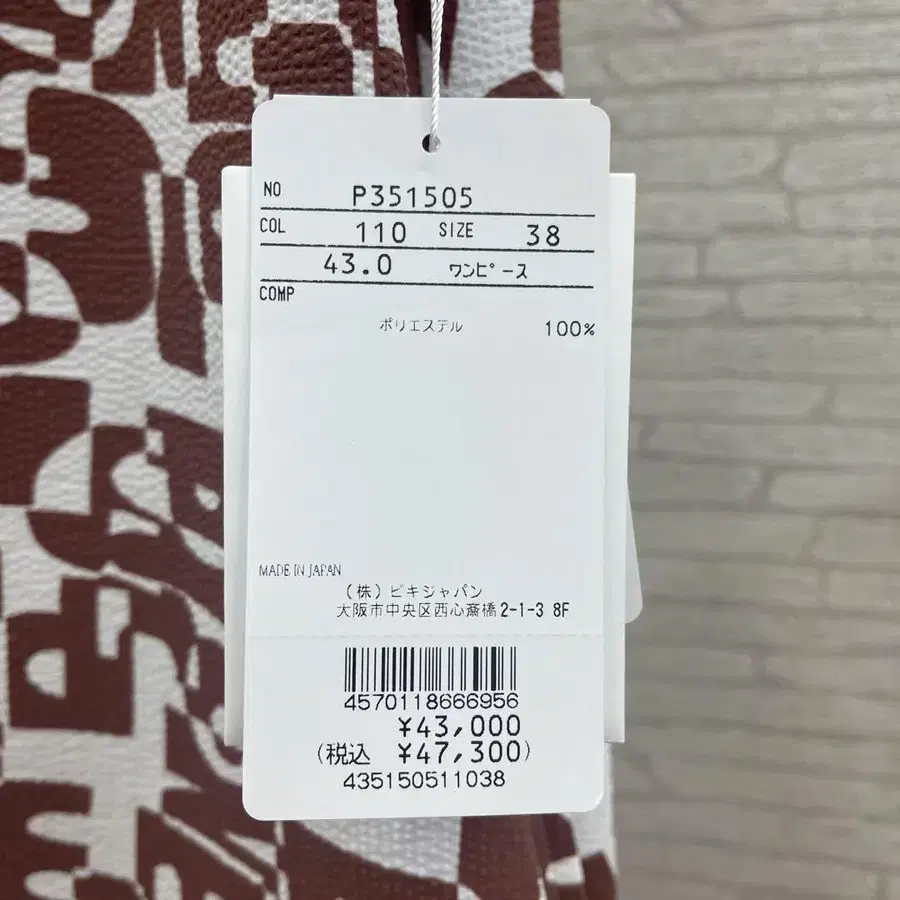 NO P351505
COL 110 SIZE 38
43.0 ワンピース
COMP
ポリエステル 100%
MADE IN JAPAN
(株) ビキジャパン
大阪市中央区西心斎橋2-1-3 8F
4570118666956
¥43,000
(税込 ¥47,300)
435150511038